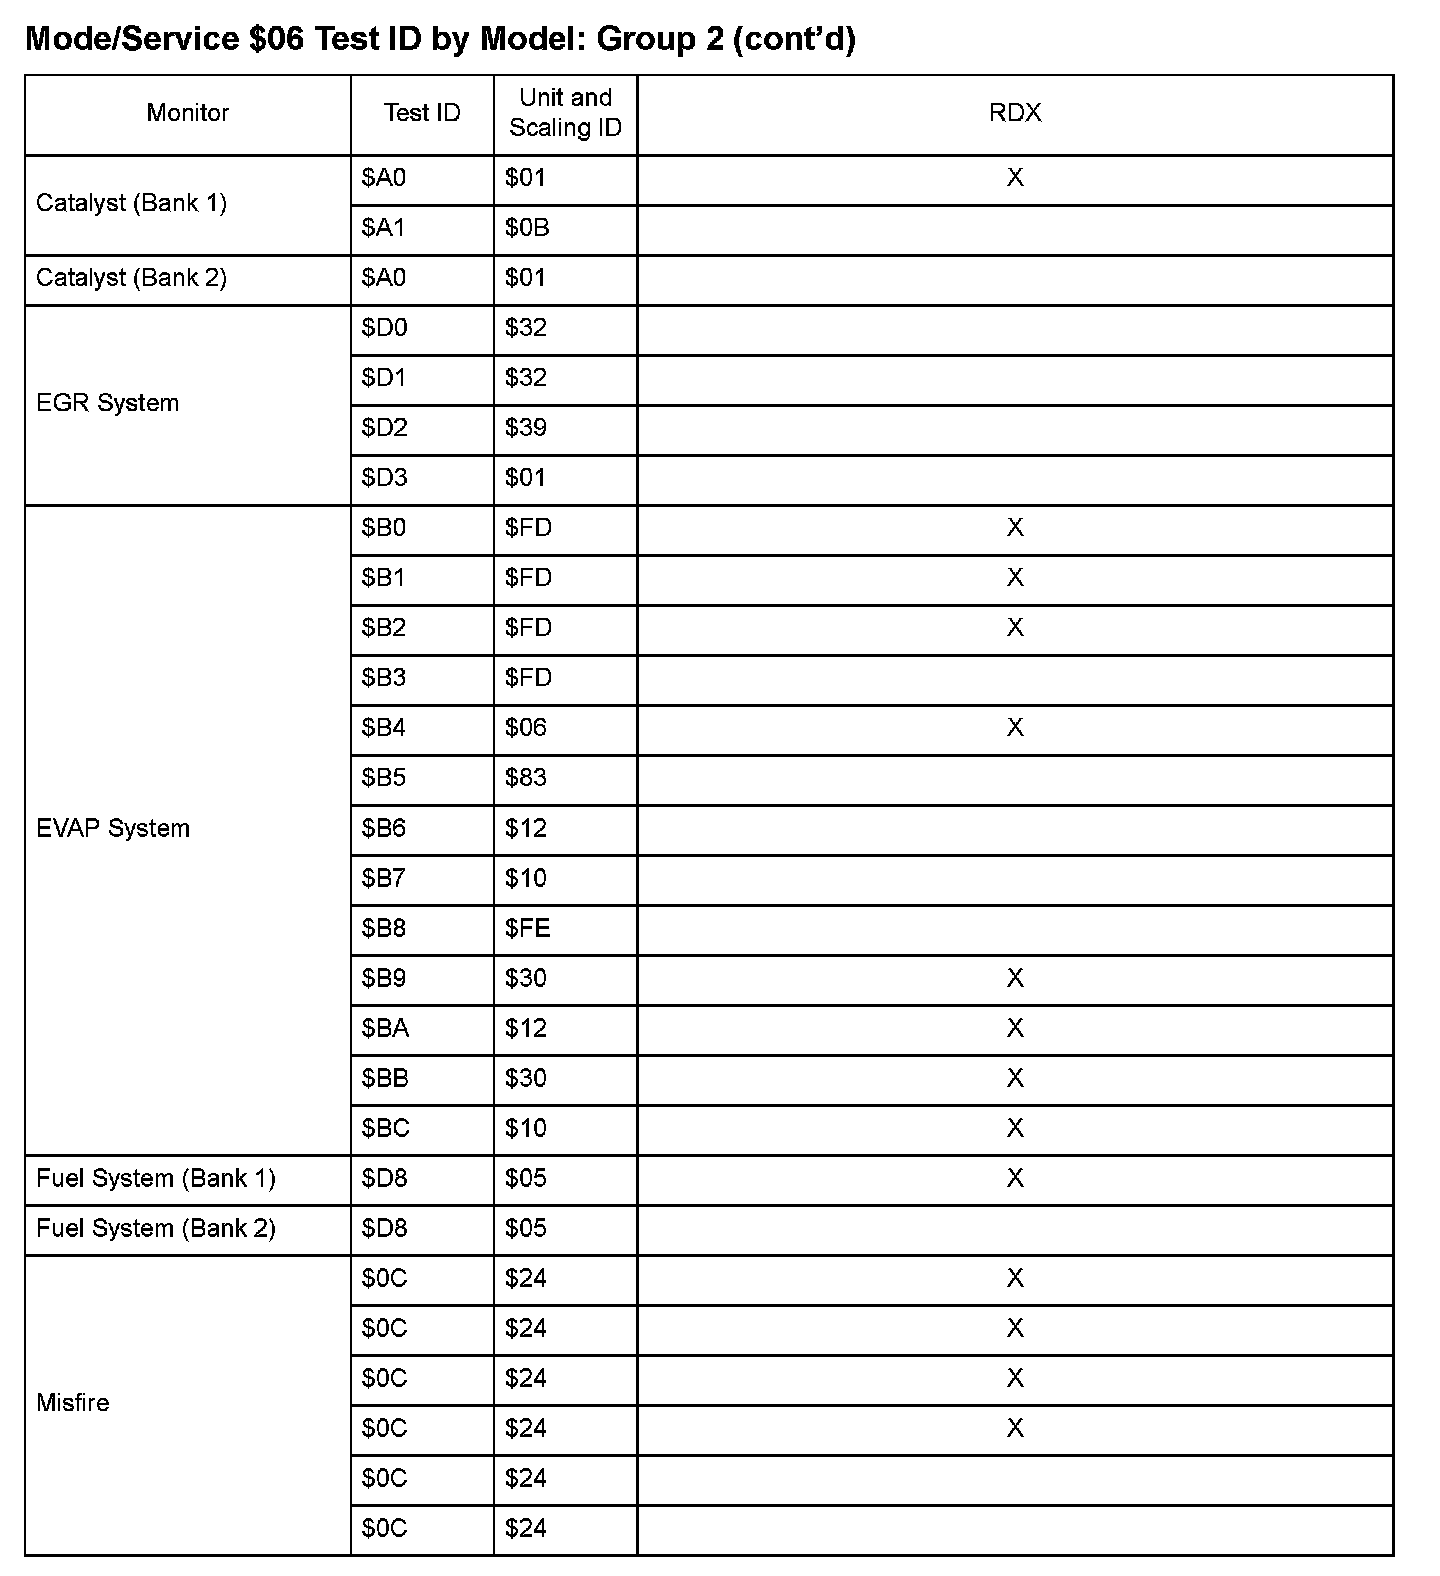 Mode/Service $06 Test ID by Model: Group 2 (cont’d)
Monitor Test ID Unit and Scaling ID RDX
Catalyst (Bank 1) $A0 $01 X
$A1 $0B
Catalyst (Bank 2) $A0 $01
EGR System $D0 $32
$D1 $32
$D2 $39
$D3 $01
EVAP System $B0 $FD X
$B1 $FD X
$B2 $FD X
$B3 $FD
$B4 $06 X
$B5 $83
$B6 $12
$B7 $10
$B8 $FE
$B9 $30 X
$BA $12 X
$BB $30 X
$BC $10 X
Fuel System (Bank 1) $D8 $05 X
Fuel System (Bank 2) $D8 $05
Misfire $0C $24 X
$0C $24 X
$0C $24 X
$0C $24 X
$0C $24
$0C $24